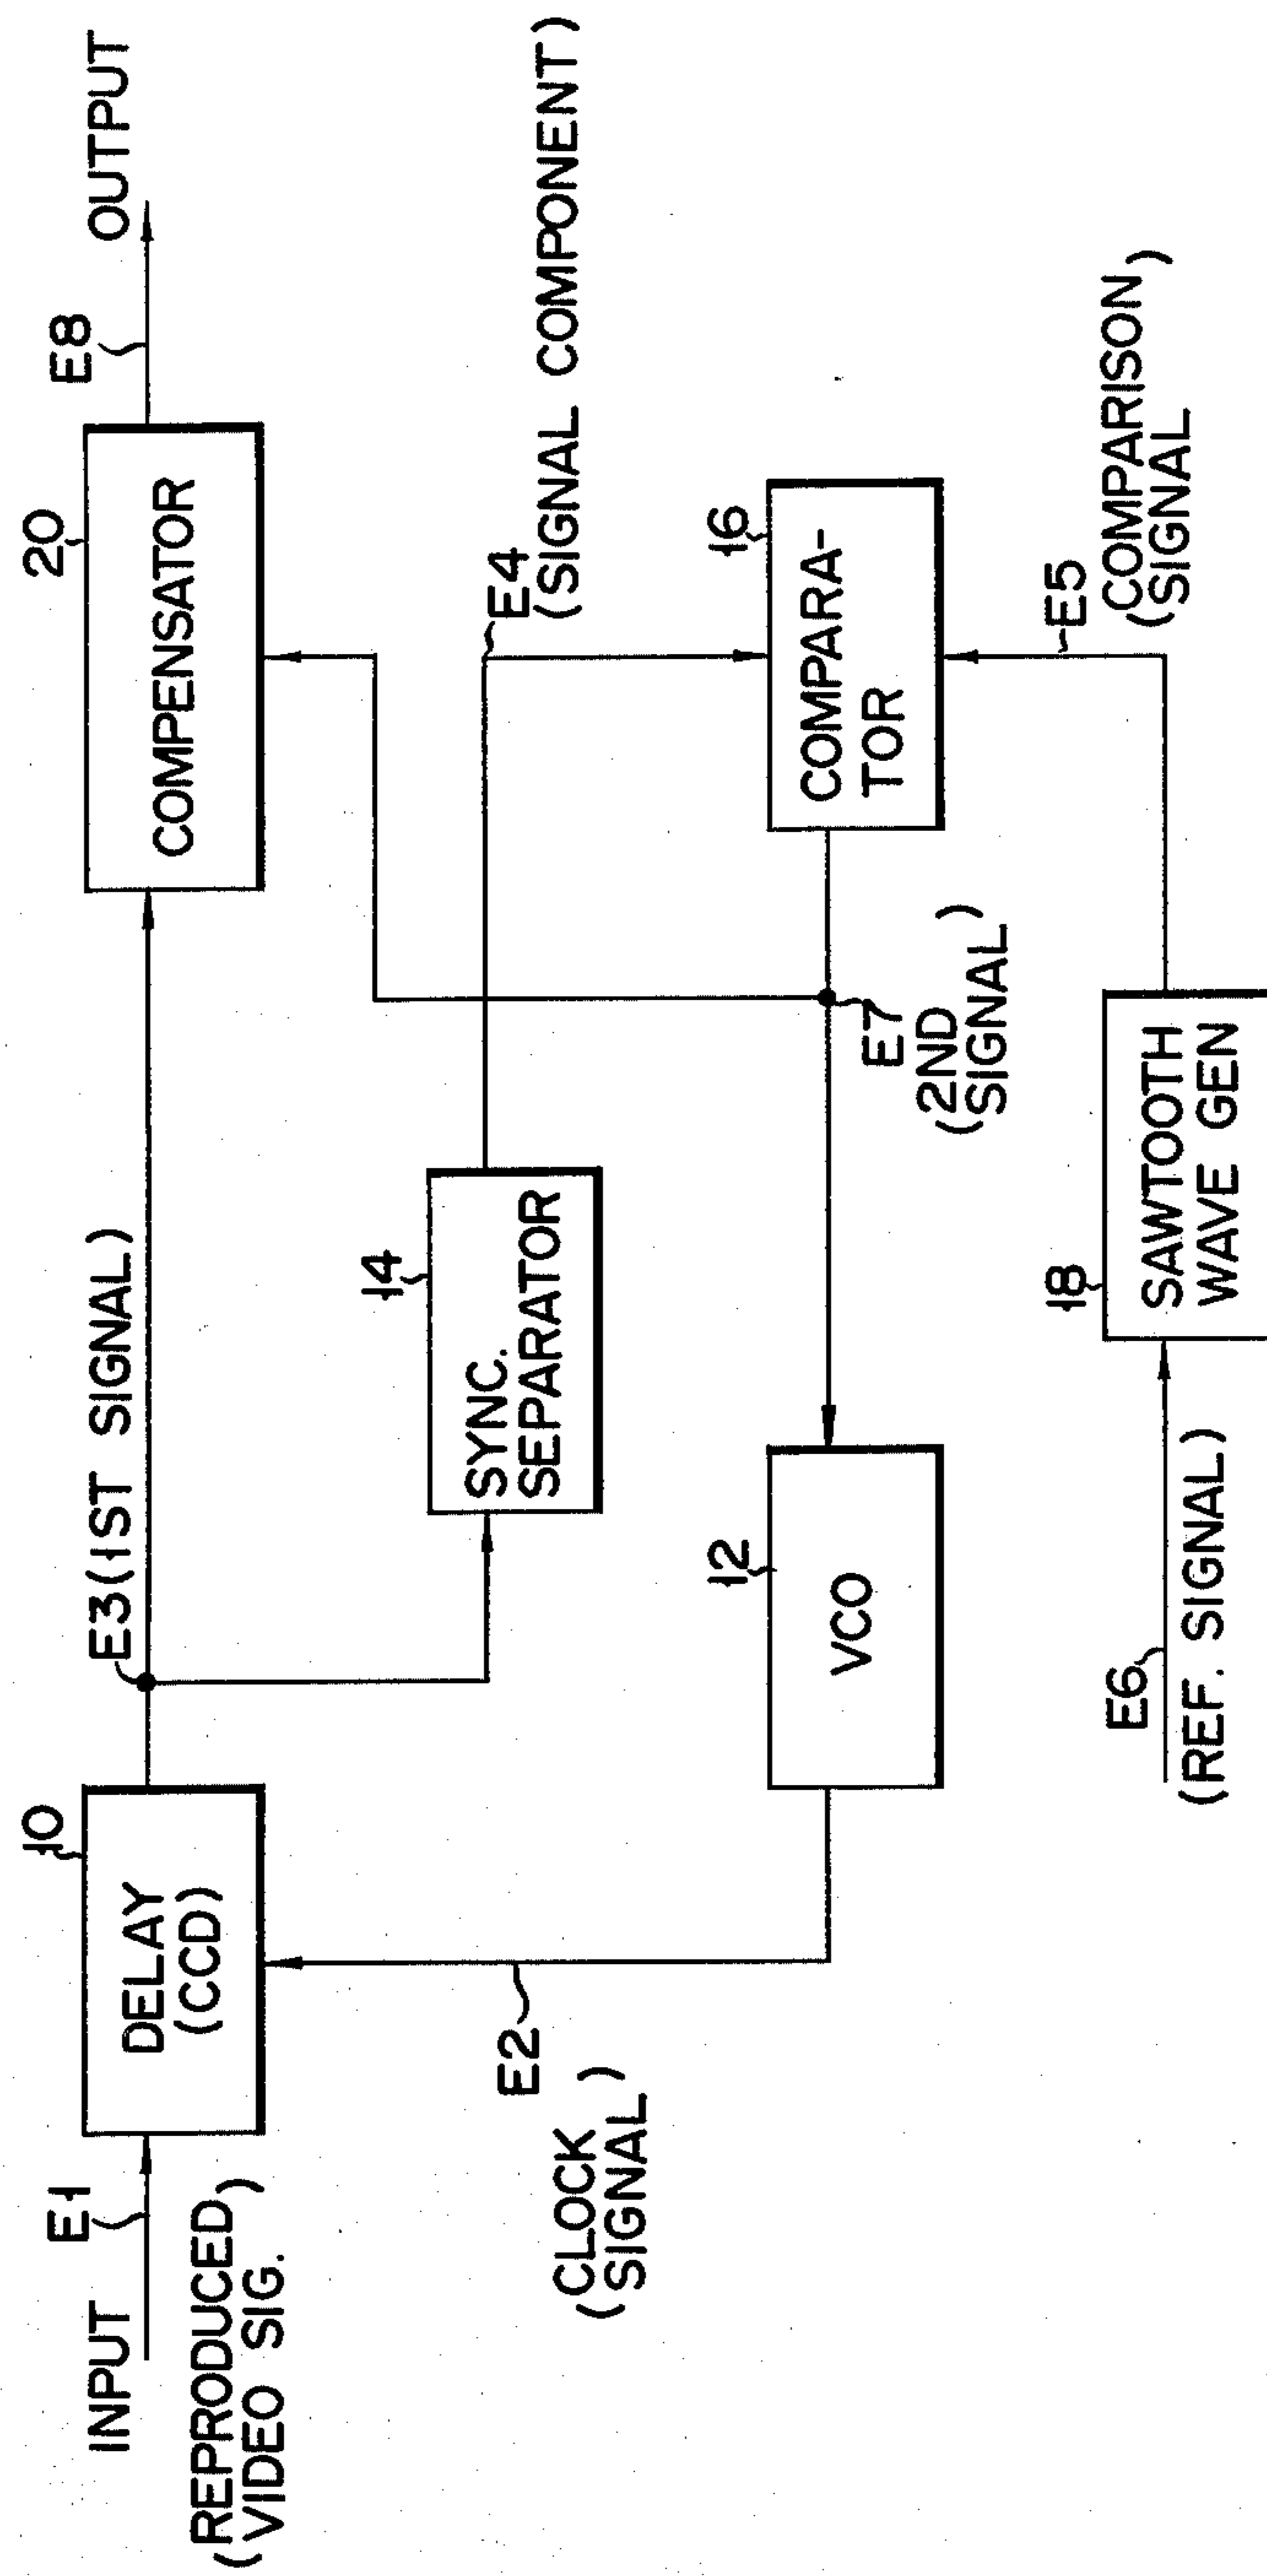 INPUT
E1
(REPRODUCED
VIDEO SIG.)
10
DELAY
(CCD)
E3(1ST SIGNAL)
20
COMPENSATOR
E8
OUTPUT
14
SYNC.
SEPARATOR
E4
(SIGNAL COMPONENT)
E2
(CLOCK
SIGNAL)
12
VCO
E7
(2ND
SIGNAL)
16
COMPARA-
TOR
E5
(COMPARISON
SIGNAL)
E6
(REF. SIGNAL)
18
SAWTOOTH
WAVE GEN